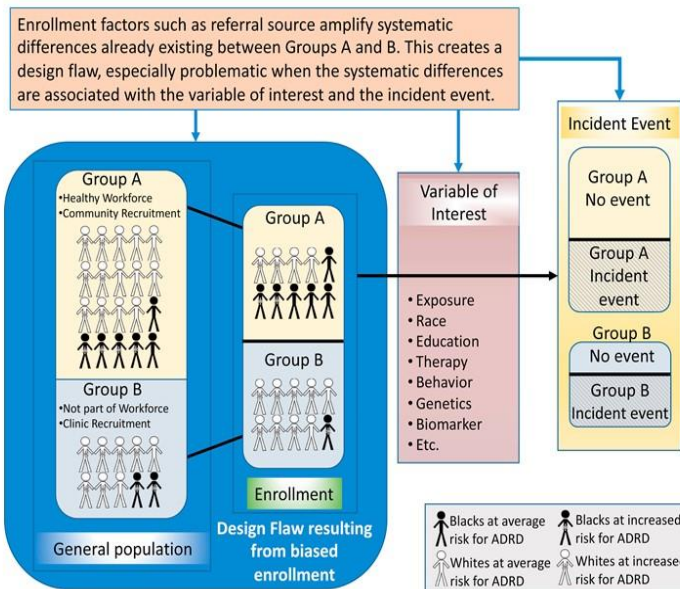 Enrollment factors such as referral source amplify systematic
differences already existing between Groups A and B. This creates a
design flaw, especially problematic when the systematic differences
are associated with the variable of interest and the incident event.
Group A
•Healthy Workforce
•Community Recruitment
Group B
•Not part of Workforce
•Clinic Recruitment
General population
Group A
Group B
Enrollment
Design Flaw resulting
from biased
enrollment
Variable of
Interest
•Exposure
•Race
•Education
•Therapy
•Behavior
•Genetics
•Biomarker
•Etc.
Incident Event
Group A
No event
Group A
Incident
event
Group B
No event
Group B
Incident event
Blacks at average
risk for ADRD
Blacks at increased
risk for ADRD
Whites at average
risk for ADRD
Whites at increased
risk for ADRD